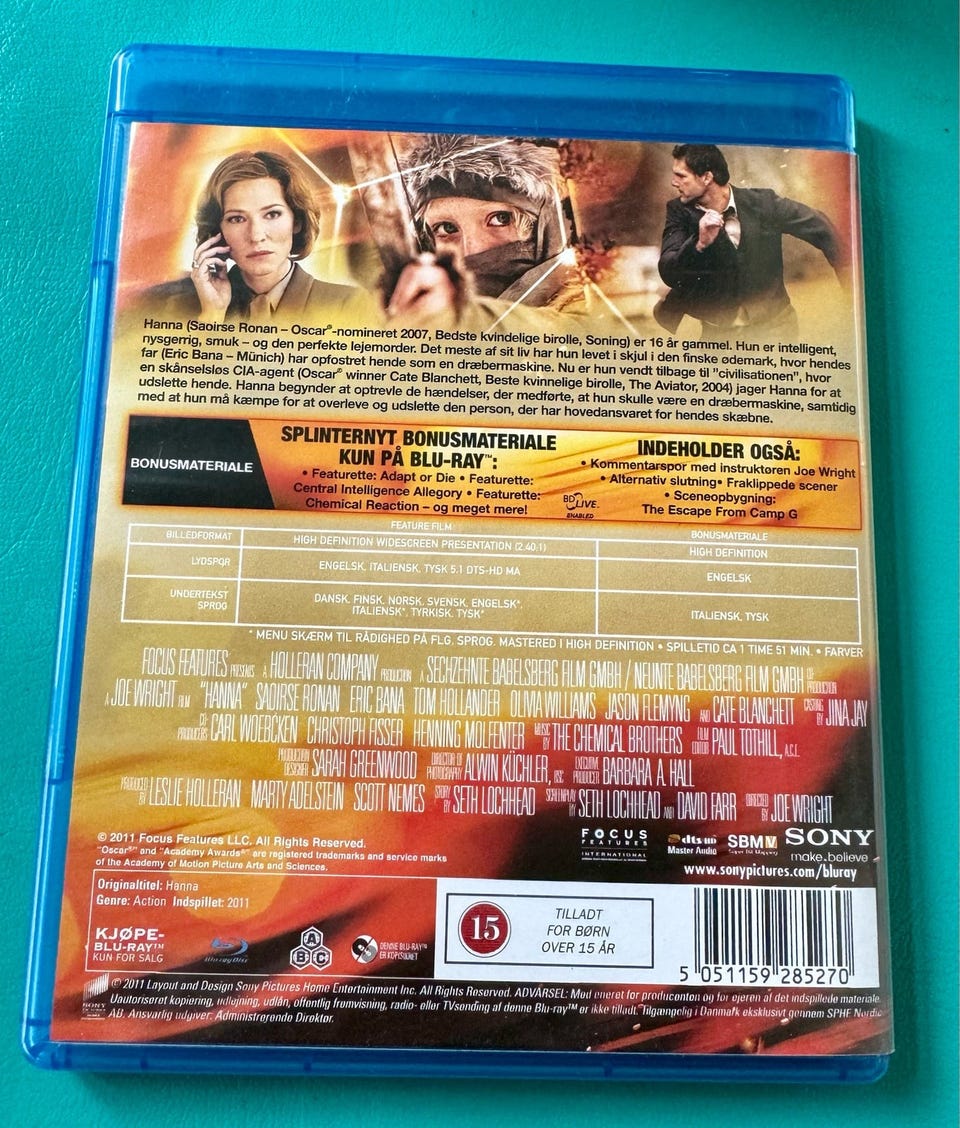 Hanna (Saoirse Ronan – Oscar®-nomineret 2007, Bedste kvindelige birolle, Soning) er 16 år gammel. Hun er intelligent,
nysgerrig, smuk – og den perfekte lejemorder. Det meste af sit liv har hun levet i skjul i den finske ødemark, hvor hendes
far (Eric Bana – Münich) har opfostret hende som en dræbermaskine. Nu er hun vendt tilbage til ”civilisationen”, hvor
en skånselsløs CIA-agent (Oscar® winner Cate Blanchett, Beste kvinnelige birolle, The Aviator, 2004) jager Hanna for at
udslette hende. Hanna begynder at optrevle de hændelser, der medførte, at hun skulle være en dræbermaskine, samtidig
med at hun må kæmpe for at overleve og udslette den person, der har hovedansvaret for hendes skæbne.
BONUSMATERIALE
SPLINTERNYT BONUSMATERIALE
KUN PÅ BLU-RAY™:
• Featurette: Adapt or Die • Featurette:
Central Intelligence Allegory • Featurette:
Chemical Reaction – og meget mere!
BD LIVE™
ENABLED
INDEHOLDER OGSÅ:
• Kommentarspor med instruktøren Joe Wright
• Alternativ slutning• Fraklippede scener
• Sceneopbygning:
The Escape From Camp G
FEATURE FILM
BONUSMATERIALE
BILLEDFORMAT
HIGH DEFINITION WIDESCREEN PRESENTATION (2.40:1)
HIGH DEFINITION
LYDSPOR
ENGELSK, ITALIENSK, TYSK 5.1 DTS-HD MA
ENGELSK
UNDERTEKST
SPROG
DANSK, FINSK, NORSK, SVENSK, ENGELSK*,
ITALIENSK*, TYRKISK, TYSK*
ITALIENSK, TYSK
* MENU SKÆRM TIL RÅDIGHED PÅ FLG. SPROG. MASTERED I HIGH DEFINITION • SPILLETID CA 1 TIME 51 MIN. • FARVER
FOCUS FEATURES PRESENTS A HOLLERAN COMPANY PRODUCTION A SECHZEHNTE BABELSBERG FILM GMBH / NEUNTE BABELSBERG FILM GMBH CO-PRODUCTION
A JOE WRIGHT FILM "HANNA" SAOIRSE RONAN ERIC BANA TOM HOLLANDER OLIVIA WILLIAMS JASON FLEMYNG AND CATE BLANCHETT CASTING BY JINA JAY
CO-PRODUCERS CARL WOEBCKEN CHRISTOPH FISSER HENNING MOLFENTER MUSIC BY THE CHEMICAL BROTHERS FILM EDITOR PAUL TOTHILL, A.C.E.
PRODUCTION DESIGNER SARAH GREENWOOD DIRECTOR OF PHOTOGRAPHY ALWIN KÜCHLER, BSC EXECUTIVE PRODUCER BARBARA A. HALL
PRODUCED BY LESLIE HOLLERAN MARTY ADELSTEIN SCOTT NEMES STORY BY SETH LOCHHEAD SCREENPLAY BY SETH LOCHHEAD AND DAVID FARR DIRECTED BY JOE WRIGHT
© 2011 Focus Features LLC. All Rights Reserved.
"Oscar®" and "Academy Awards®" are registered trademarks and service marks
of the Academy of Motion Picture Arts and Sciences.
FOCUS
FEATURES
INTERNATIONAL
dts HD
Master Audio
SBMV
SONY
make.believe
www.sonypictures.com/bluray
Originaltitel: Hanna
Genre: Action Indspillet: 2011
KJØPE-
BLU-RAY™
KUN FOR SALG
Blu-ray Disc
A B C
DENNE BLU-RAY™
ER KOPISIKRET
15
TILLADT
FOR BØRN
OVER 15 ÅR
5 051159 285270
SONY
© 2011 Layout and Design Sony Pictures Home Entertainment Inc. All Rights Reserved. ADVARSEL: Mod eneret for producenten og for ejeren af det indspillede materiale.
Uautoriseret kopiering, udlejning, udlån, offentlig fremvisning, radio- eller TVsending af denne Blu-ray™ er ikke tilladt. Tilgængelig i Danmark eksklusivt gennem SPHE Nordic
AB. Ansvarlig udgiver: Administrerende Direktør.